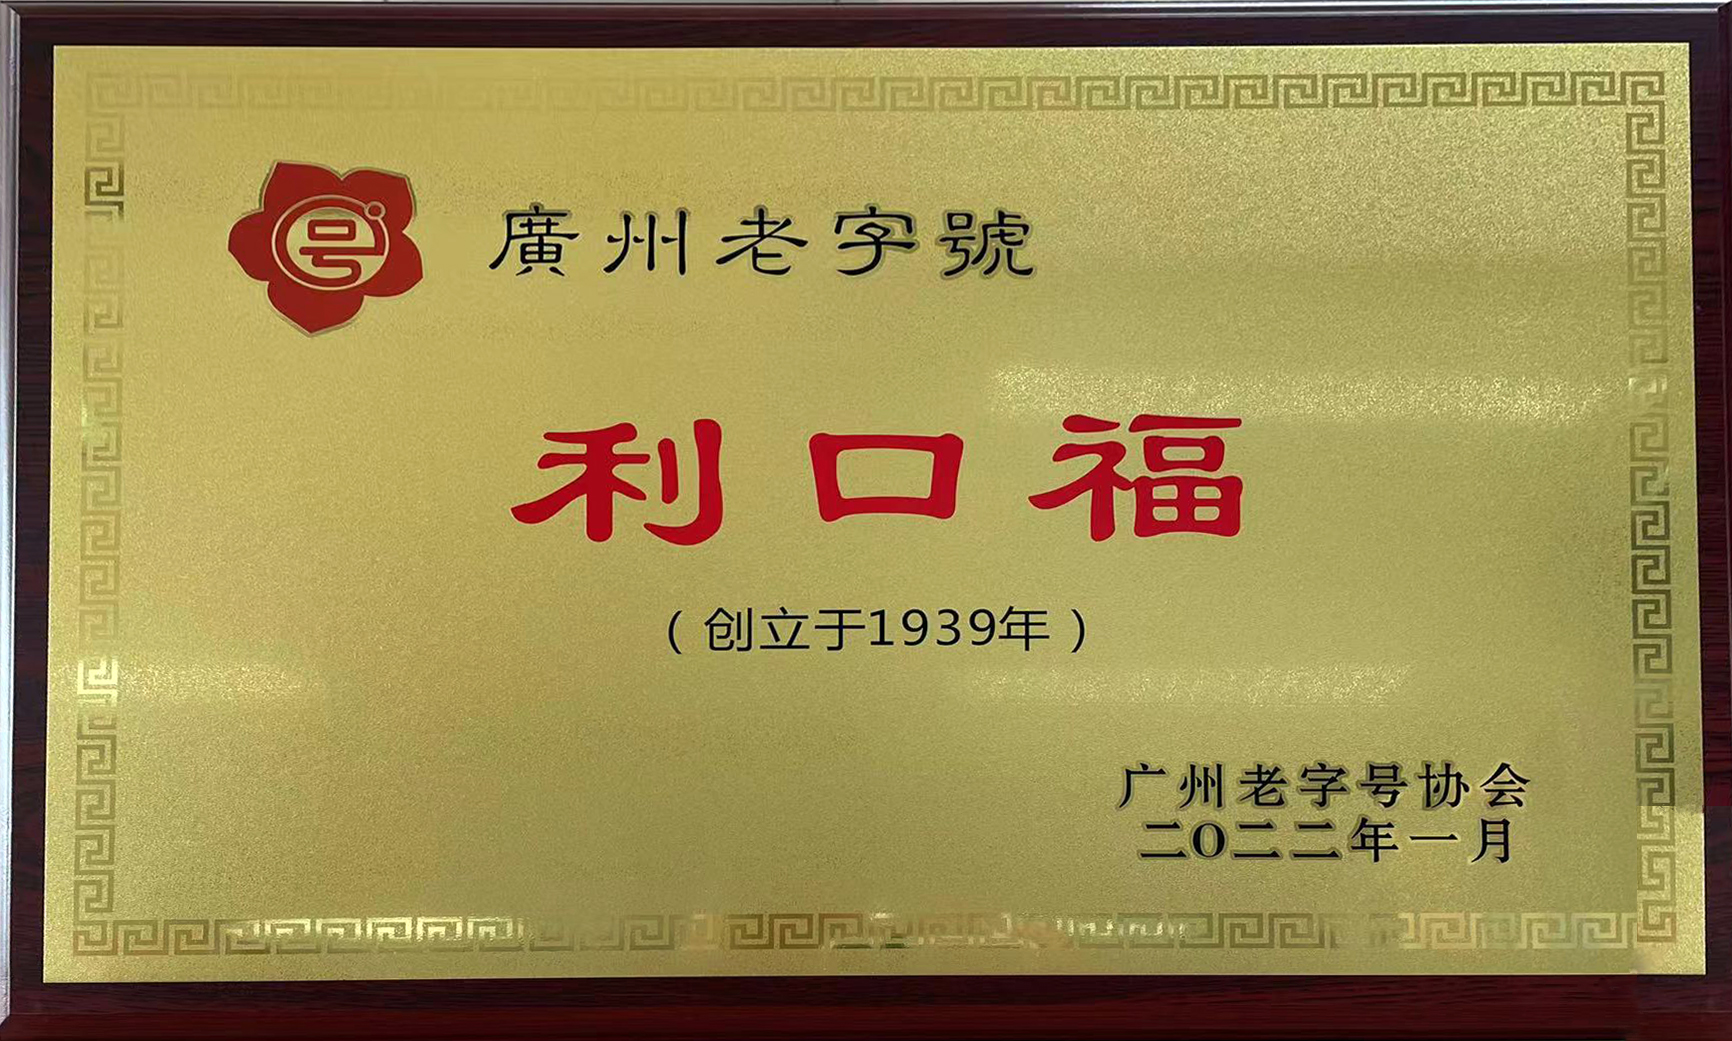 号
廣州老字號
利口福
（创立于1939年）
广州老字号协会
二〇二二年一月